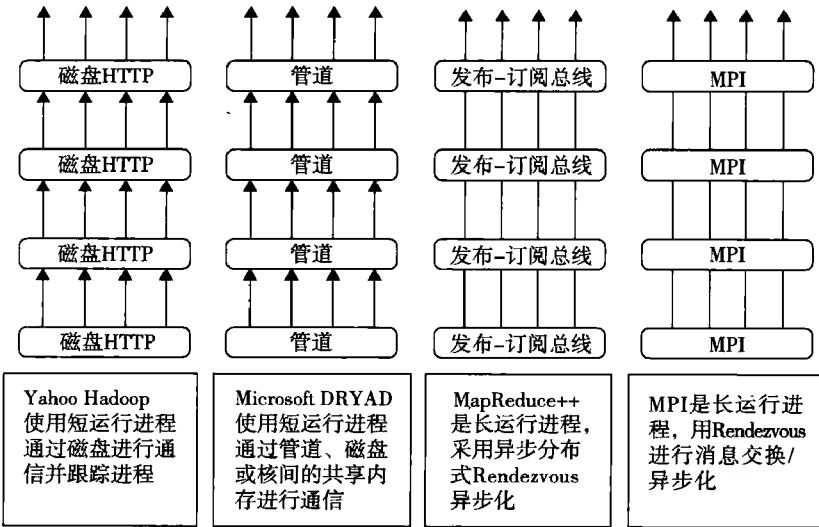 磁盘HTTP
管道
发布-订阅总线
MPI
磁盘HTTP
管道
发布-订阅总线
MPI
磁盘HTTP
管道
发布-订阅总线
MPI
磁盘HTTP
管道
发布-订阅总线
MPI
Yahoo Hadoop
使用短运行进程
通过磁盘进行通
信并跟踪进程
Microsoft DRYAD
使用短运行进程
通过管道、磁盘
或核间的共享内
存进行通信
MapReduce++
是长运行进程,
采用异步分布
式Rendezvous
异步化
MPI是长运行进
程,用Rendezvous
进行消息交换/
异步化